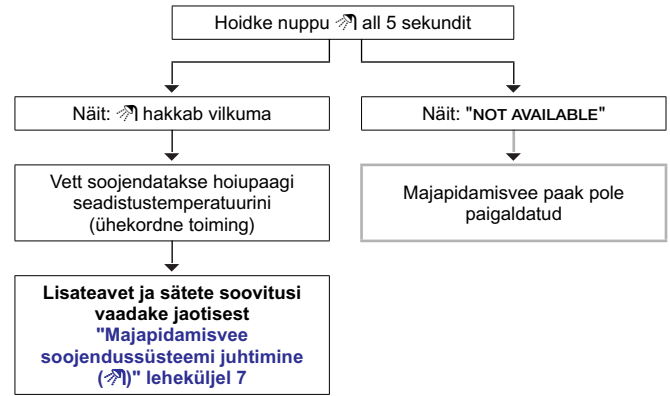 Hoidke nuppu all 5 sekundit
Näit: hakkab vilkuma
Näit: "NOT AVAILABLE"
Vett soojendatakse hoiupaagi
seadistustemperatuurini
(ühekordne toiming)
Majapidamisvee paak pole
paigaldatud
Lisateavet ja sätete soovitusi
vaadake jaotisest
"Majapidamisvee
soojendussüsteemi juhtimine
()" leheküljel 7